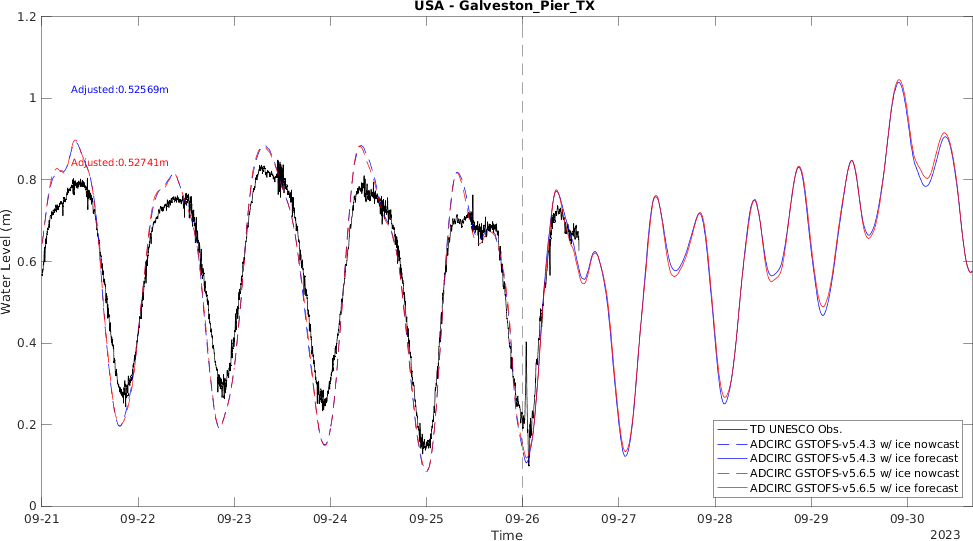 USA - Galveston_Pier_TX
1.2
1
0.8
0.6
0.4
0.2
0
Water Level (m)
Adjusted:0.52569m
Adjusted:0.52741m
TD UNESCO Obs.
ADCIRC GSTOFS-v5.4.3 w/ ice nowcast
ADCIRC GSTOFS-v5.4.3 w/ ice forecast
ADCIRC GSTOFS-v5.6.5 w/ ice nowcast
ADCIRC GSTOFS-v5.6.5 w/ ice forecast
09-21 09-22 09-23 09-24 09-25 09-26 09-27 09-28 09-29 09-30
Time
2023